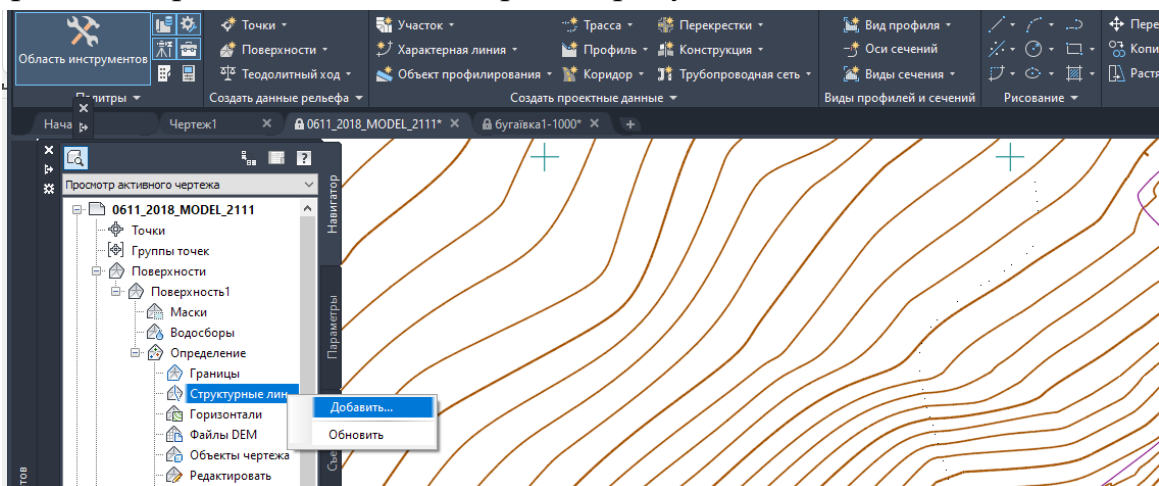 Точки Участок Трасса Перекрестки Вид профиля
Поверхности Характерная линия Профиль Конструкция Оси сечений
Область инструментов Теодолитный ход Объект профилирования Коридор Трубопроводная сеть Виды сечения
Создать данные рельефа Создать проектные данные Виды профилей и сечений Рисование
Чертеж1 0611_2018_MODEL_2111* бугаївка1-1000*
Просмотр активного чертежа
0611_2018_MODEL_2111
Точки
Группы точек
Поверхности
Поверхность1
Маски
Водосборы
Определение
Границы
Структурные лин
Горизонтали
Файлы DEM
Объекты чертежа
Редактировать
Добавить...
Обновить
Навигатор
Параметры